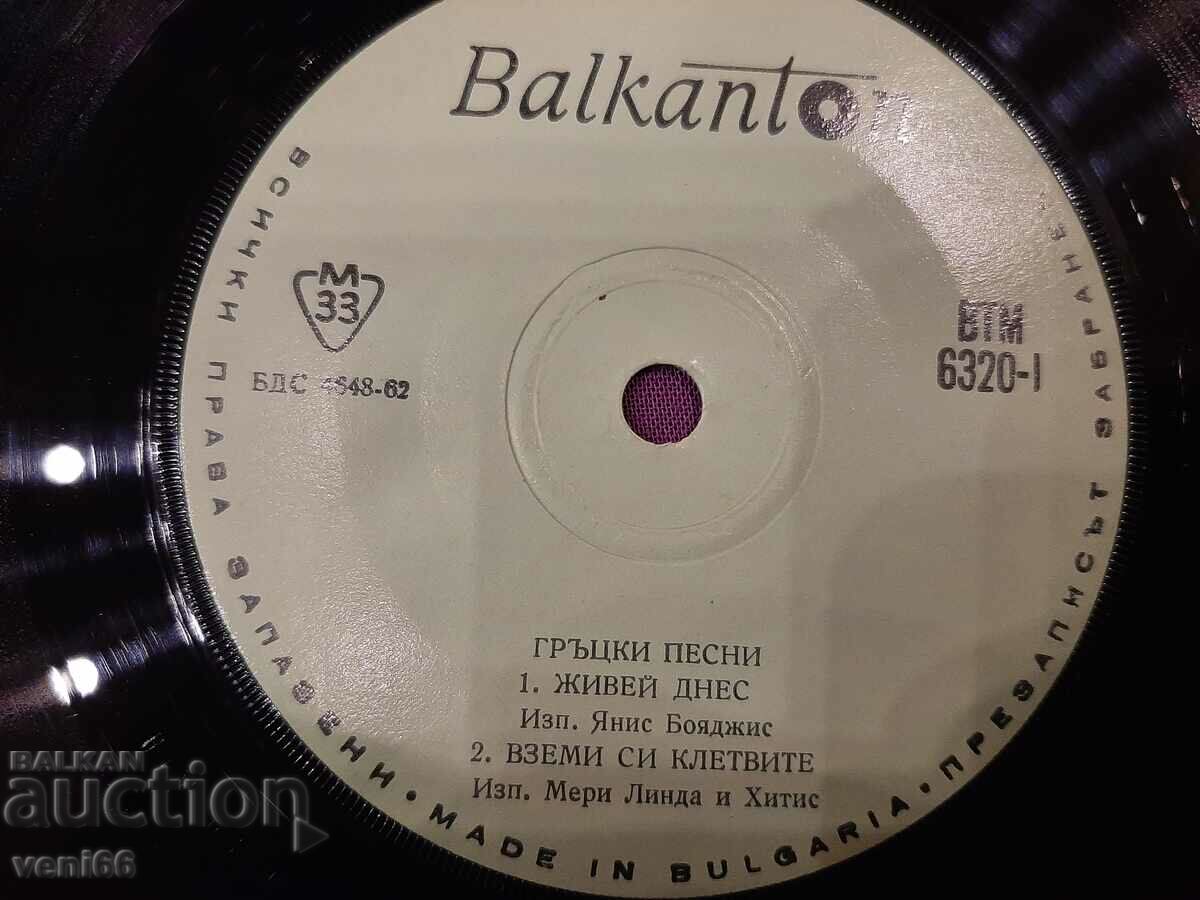 Balkanton
M
33
БДС 4648-62
ВТМ
6320-I
ГРЪЦКИ ПЕСНИ
1. ЖИВЕЙ ДНЕС
Изп. Янис Бояджис
2. ВЗЕМИ СИ КЛЕТВИТЕ
Изп. Мери Линда и Хитис
ВСИЧКИ ПРАВА ЗАПАЗЕНИ • MADE IN BULGARIA • ПРЕЗАПИСЪТ ЗАБРАНЕН
BALKAN
auction
veni66